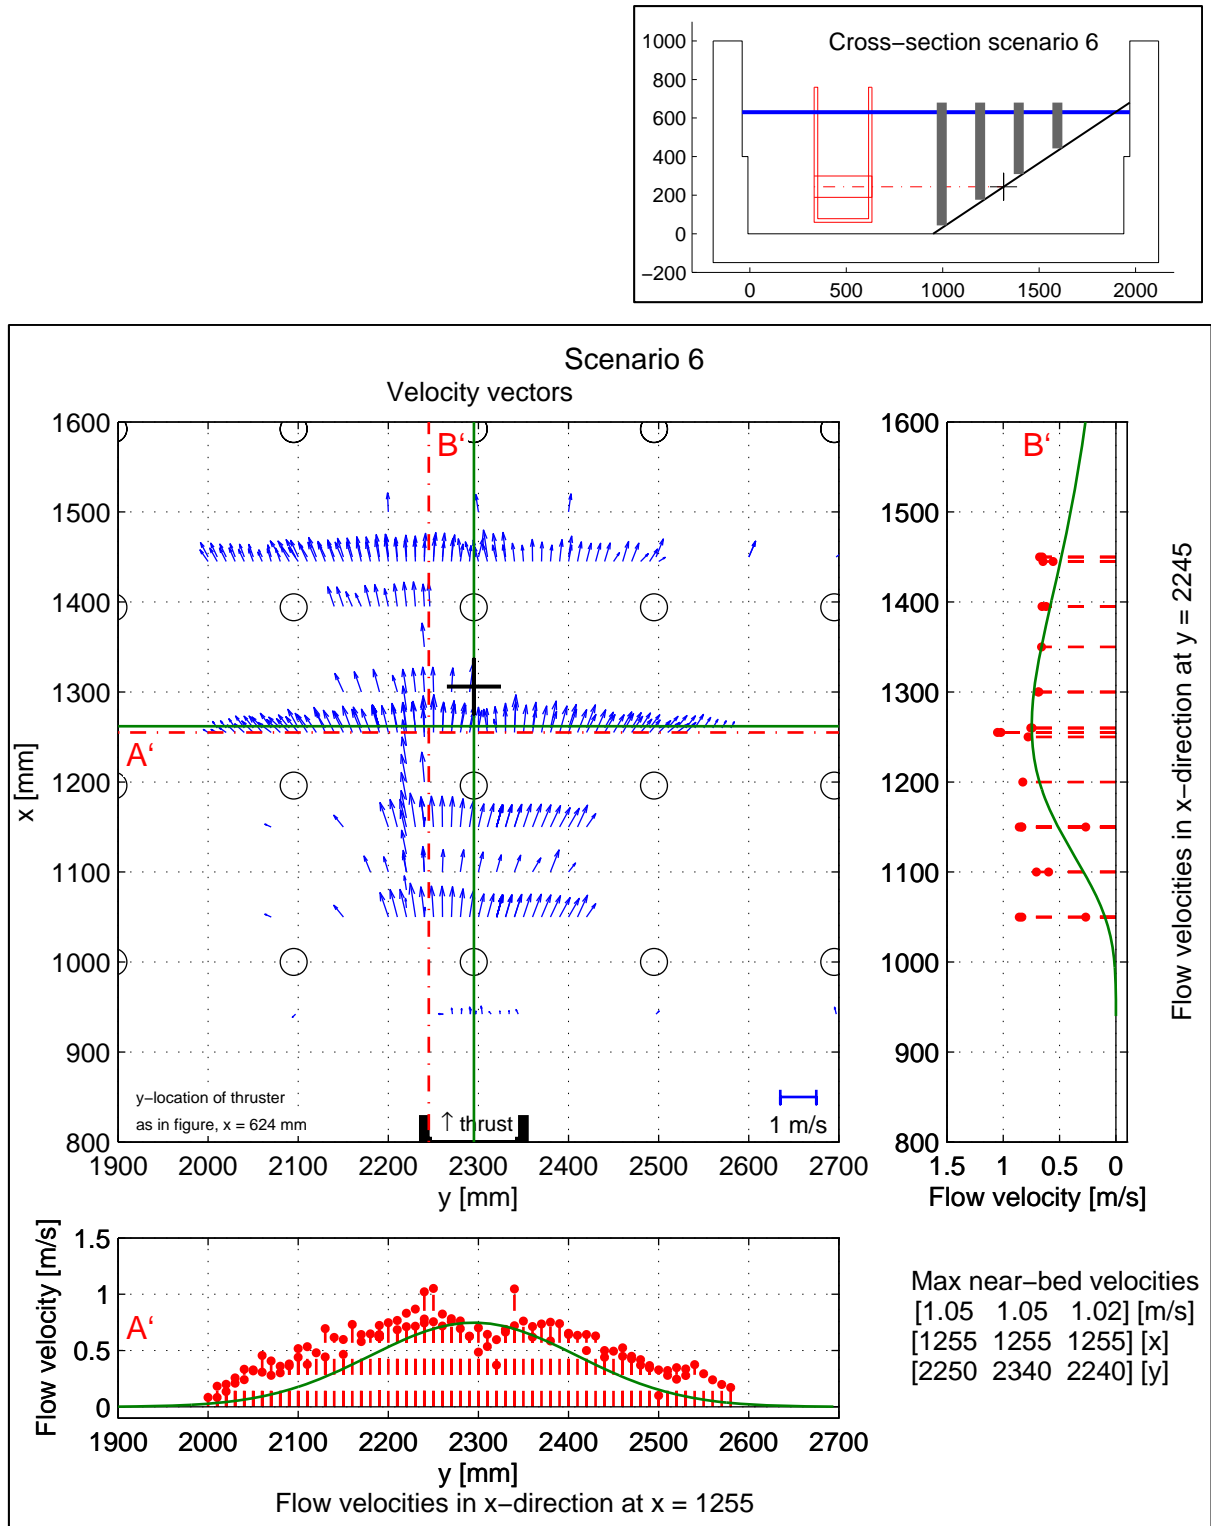 Cross−section scenario 6
1000
800
600
400
200
0
−200
0 500 1000 1500 2000
Scenario 6
Velocity vectors
1600
1500
1400
1300
1200
1100
1000
900
800
x [mm]
B‘
A‘
y−location of thruster
as in figure, x = 624 mm
↑ thrust
1 m/s
1900 2000 2100 2200 2300 2400 2500 2600 2700
y [mm]
B‘
1600
1500
1400
1300
1200
1100
1000
900
800
1.5 1 0.5 0
Flow velocity [m/s]
Flow velocities in x−direction at y = 2245
Flow velocity [m/s]
1.5
1
0.5
0
A‘
1900 2000 2100 2200 2300 2400 2500 2600 2700
y [mm]
Flow velocities in x−direction at x = 1255
Max near−bed velocities
[1.05 1.05 1.02] [m/s]
[1255 1255 1255] [x]
[2250 2340 2240] [y]